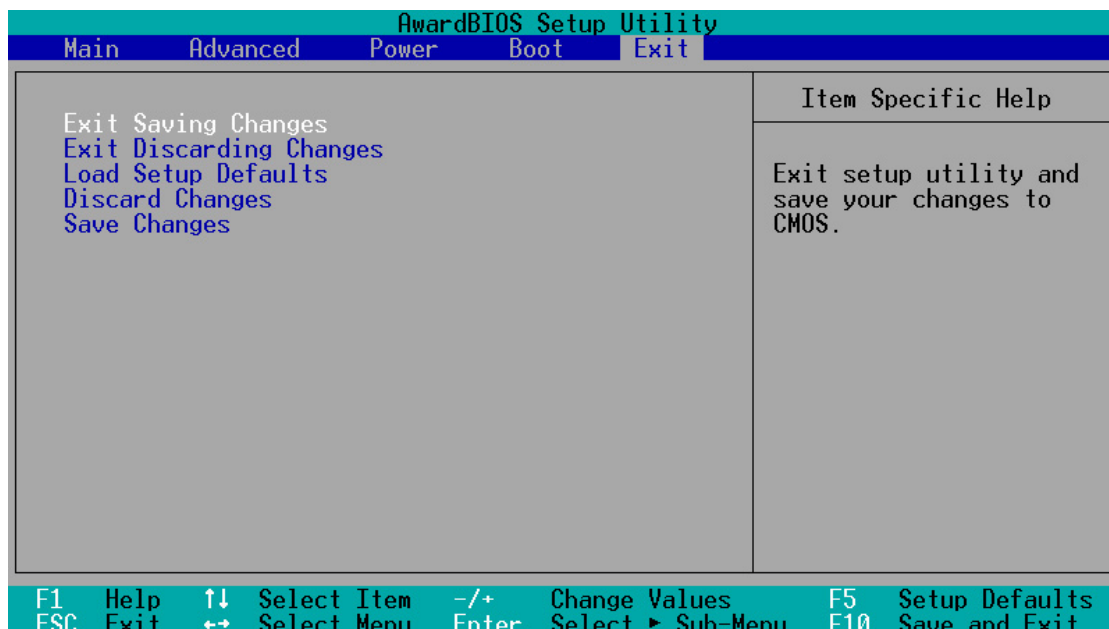 AwardBIOS Setup Utility
Main Advanced Power Boot Exit
Item Specific Help
Exit Saving Changes
Exit Discarding Changes
Load Setup Defaults
Discard Changes
Save Changes
Exit setup utility and
save your changes to
CMOS.
F1 Help ↑↓ Select Item -/+ Change Values F5 Setup Defaults
ESC Exit ←→ Select Menu Enter Select ► Sub-Menu F10 Save and Exit